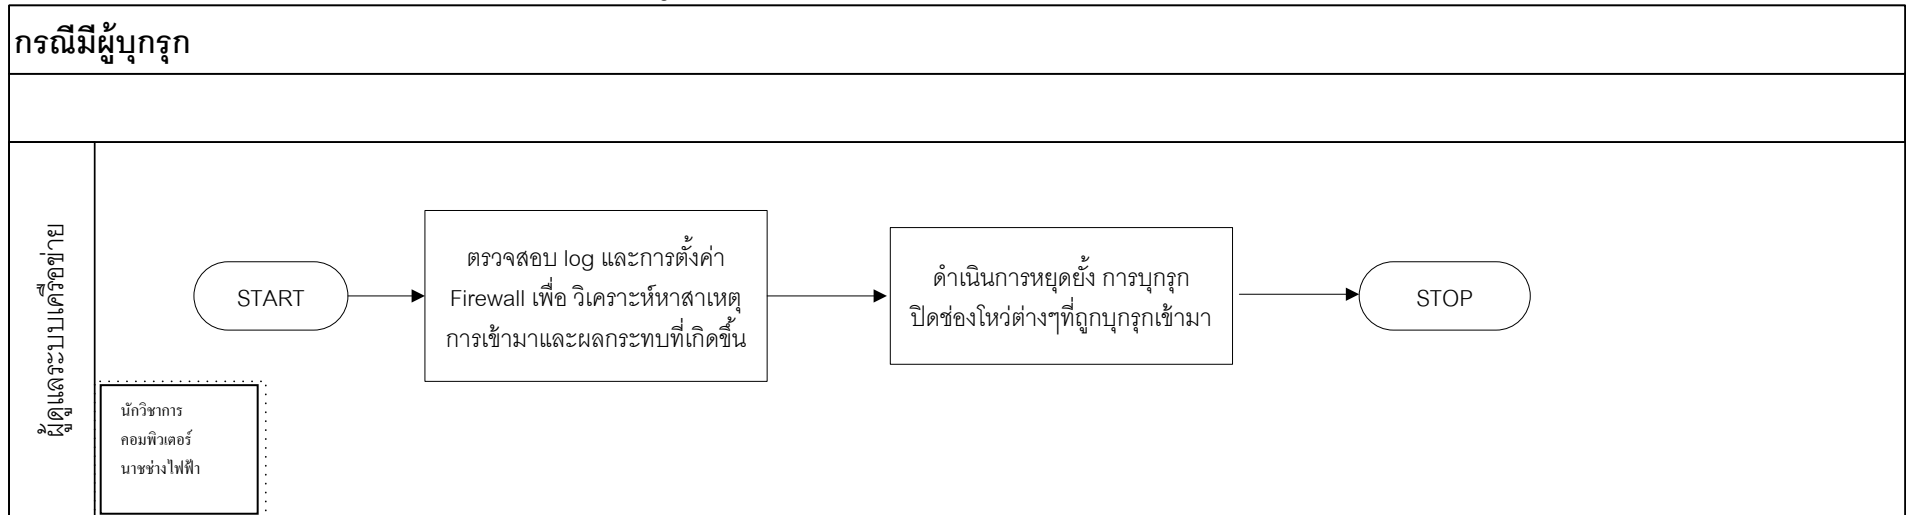 กรณีมีผู้บุกรุก
ผู้ดูแลระบบเครือข่าย
START
ตรวจสอบ log และการตั้งค่า
Firewall เพื่อ วิเคราะห์หาสาเหตุ
การเข้ามาและผลกระทบที่เกิดขึ้น
ดำเนินการหยุดยั้ง การบุกรุก
ปิดช่องโหว่ต่างๆที่ถูกบุกรุกเข้ามา
STOP
นักวิชาการ
คอมพิวเตอร์
นาชช่างไฟฟ้า